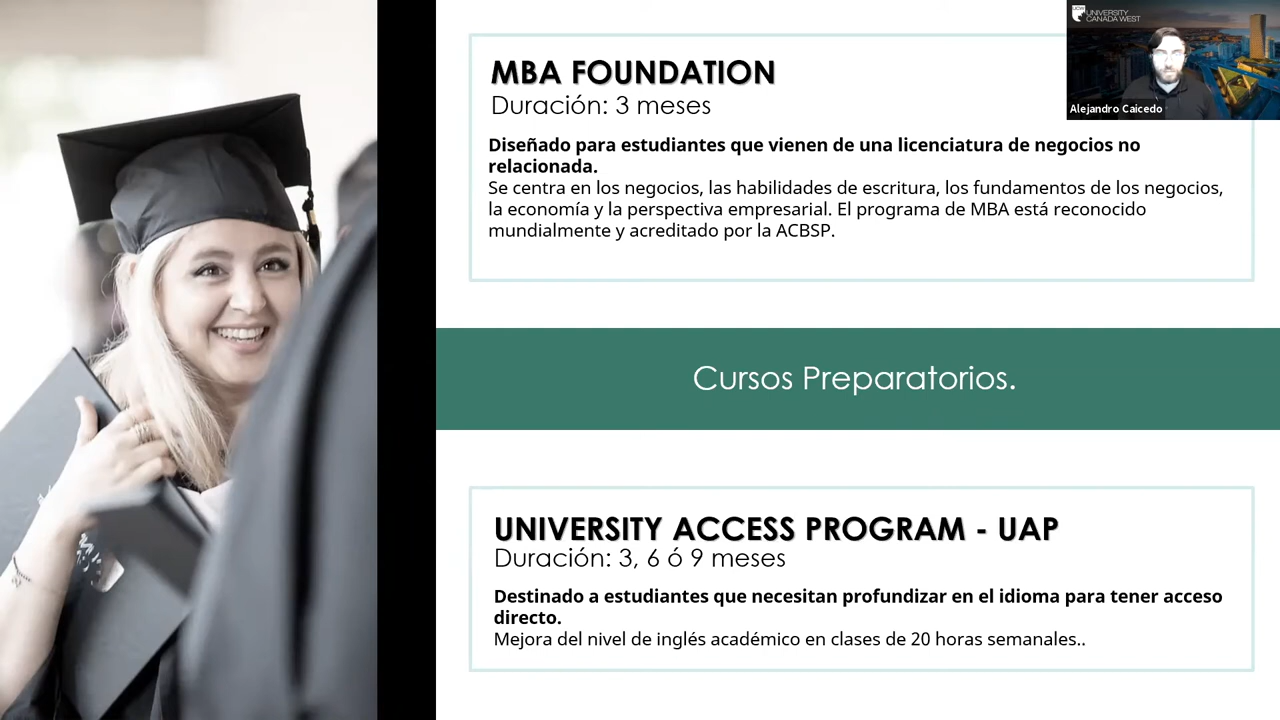 UCW
UNIVERSITY
CANADA WEST
Alejandro Caicedo
MBA FOUNDATION
Duración: 3 meses
Diseñado para estudiantes que vienen de una licenciatura de negocios no
relacionada.
Se centra en los negocios, las habilidades de escritura, los fundamentos de los negocios,
la economía y la perspectiva empresarial. El programa de MBA está reconocido
mundialmente y acreditado por la ACBSP.
Cursos Preparatorios.
UNIVERSITY ACCESS PROGRAM - UAP
Duración: 3, 6 ó 9 meses
Destinado a estudiantes que necesitan profundizar en el idioma para tener acceso
directo.
Mejora del nivel de inglés académico en clases de 20 horas semanales..